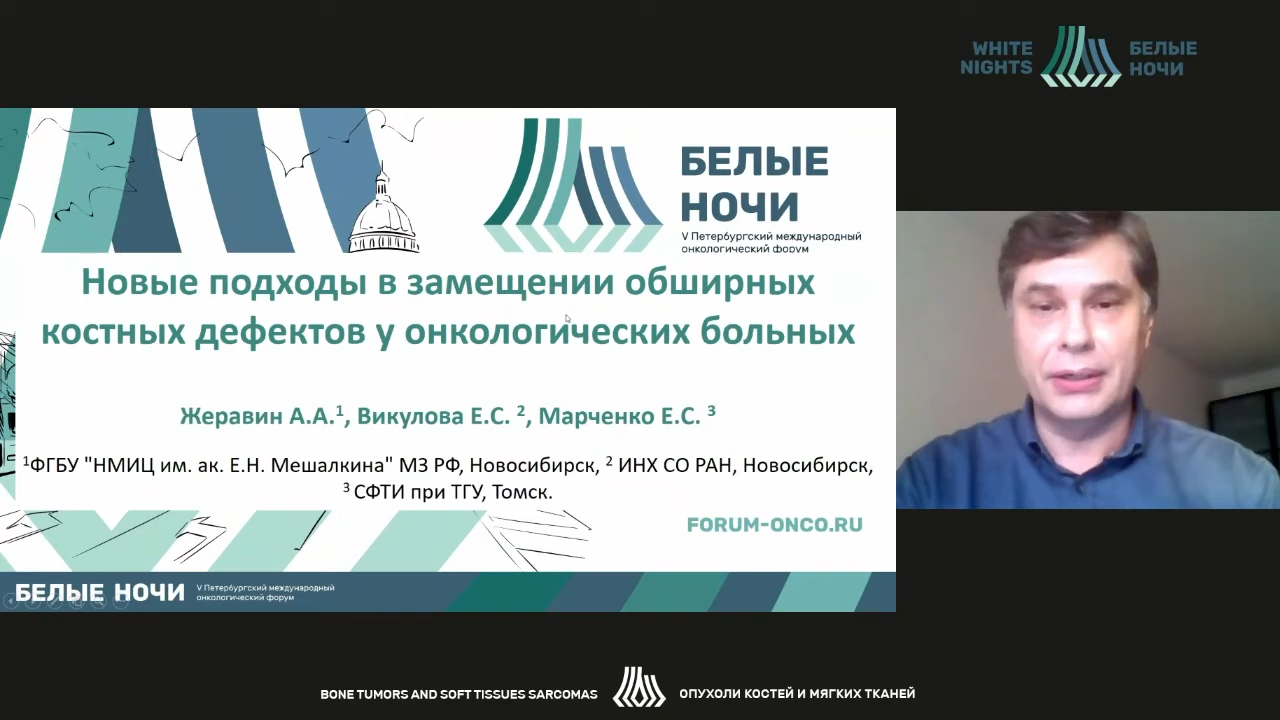 WHITE
NIGHTS
БЕЛЫЕ
НОЧИ
БЕЛЫЕ
НОЧИ
V Петербургский международный
онкологический форум
Новые подходы в замещении обширных
костных дефектов у онкологических больных
Жеравин А.А.¹, Викулова Е.С. ², Марченко Е.С. ³
¹ФГБУ "НМИЦ им. ак. Е.Н. Мешалкина" МЗ РФ, Новосибирск, ² ИНХ СО РАН, Новосибирск,
³ СФТИ при ТГУ, Томск.
FORUM-ONCO.RU
БЕЛЫЕ НОЧИ
V Петербургский международный
онкологический форум
BONE TUMORS AND SOFT TISSUES SARCOMAS
ОПУХОЛИ КОСТЕЙ И МЯГКИХ ТКАНЕЙ